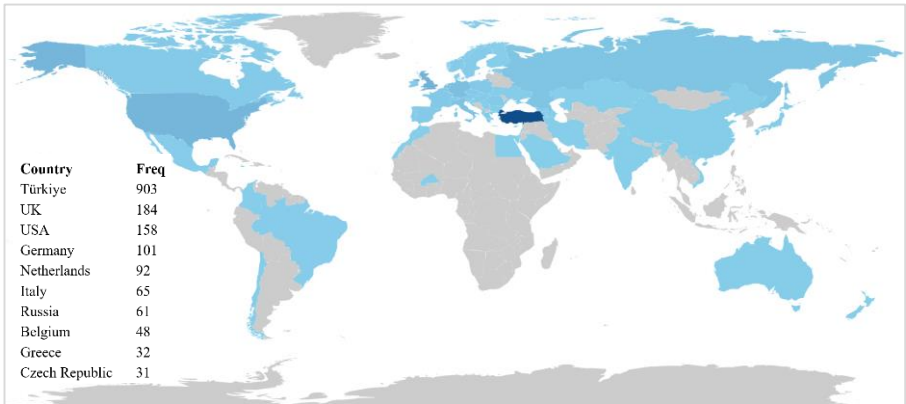 Country Freq
Türkiye 903
UK 184
USA 158
Germany 101
Netherlands 92
Italy 65
Russia 61
Belgium 48
Greece 32
Czech Republic 31